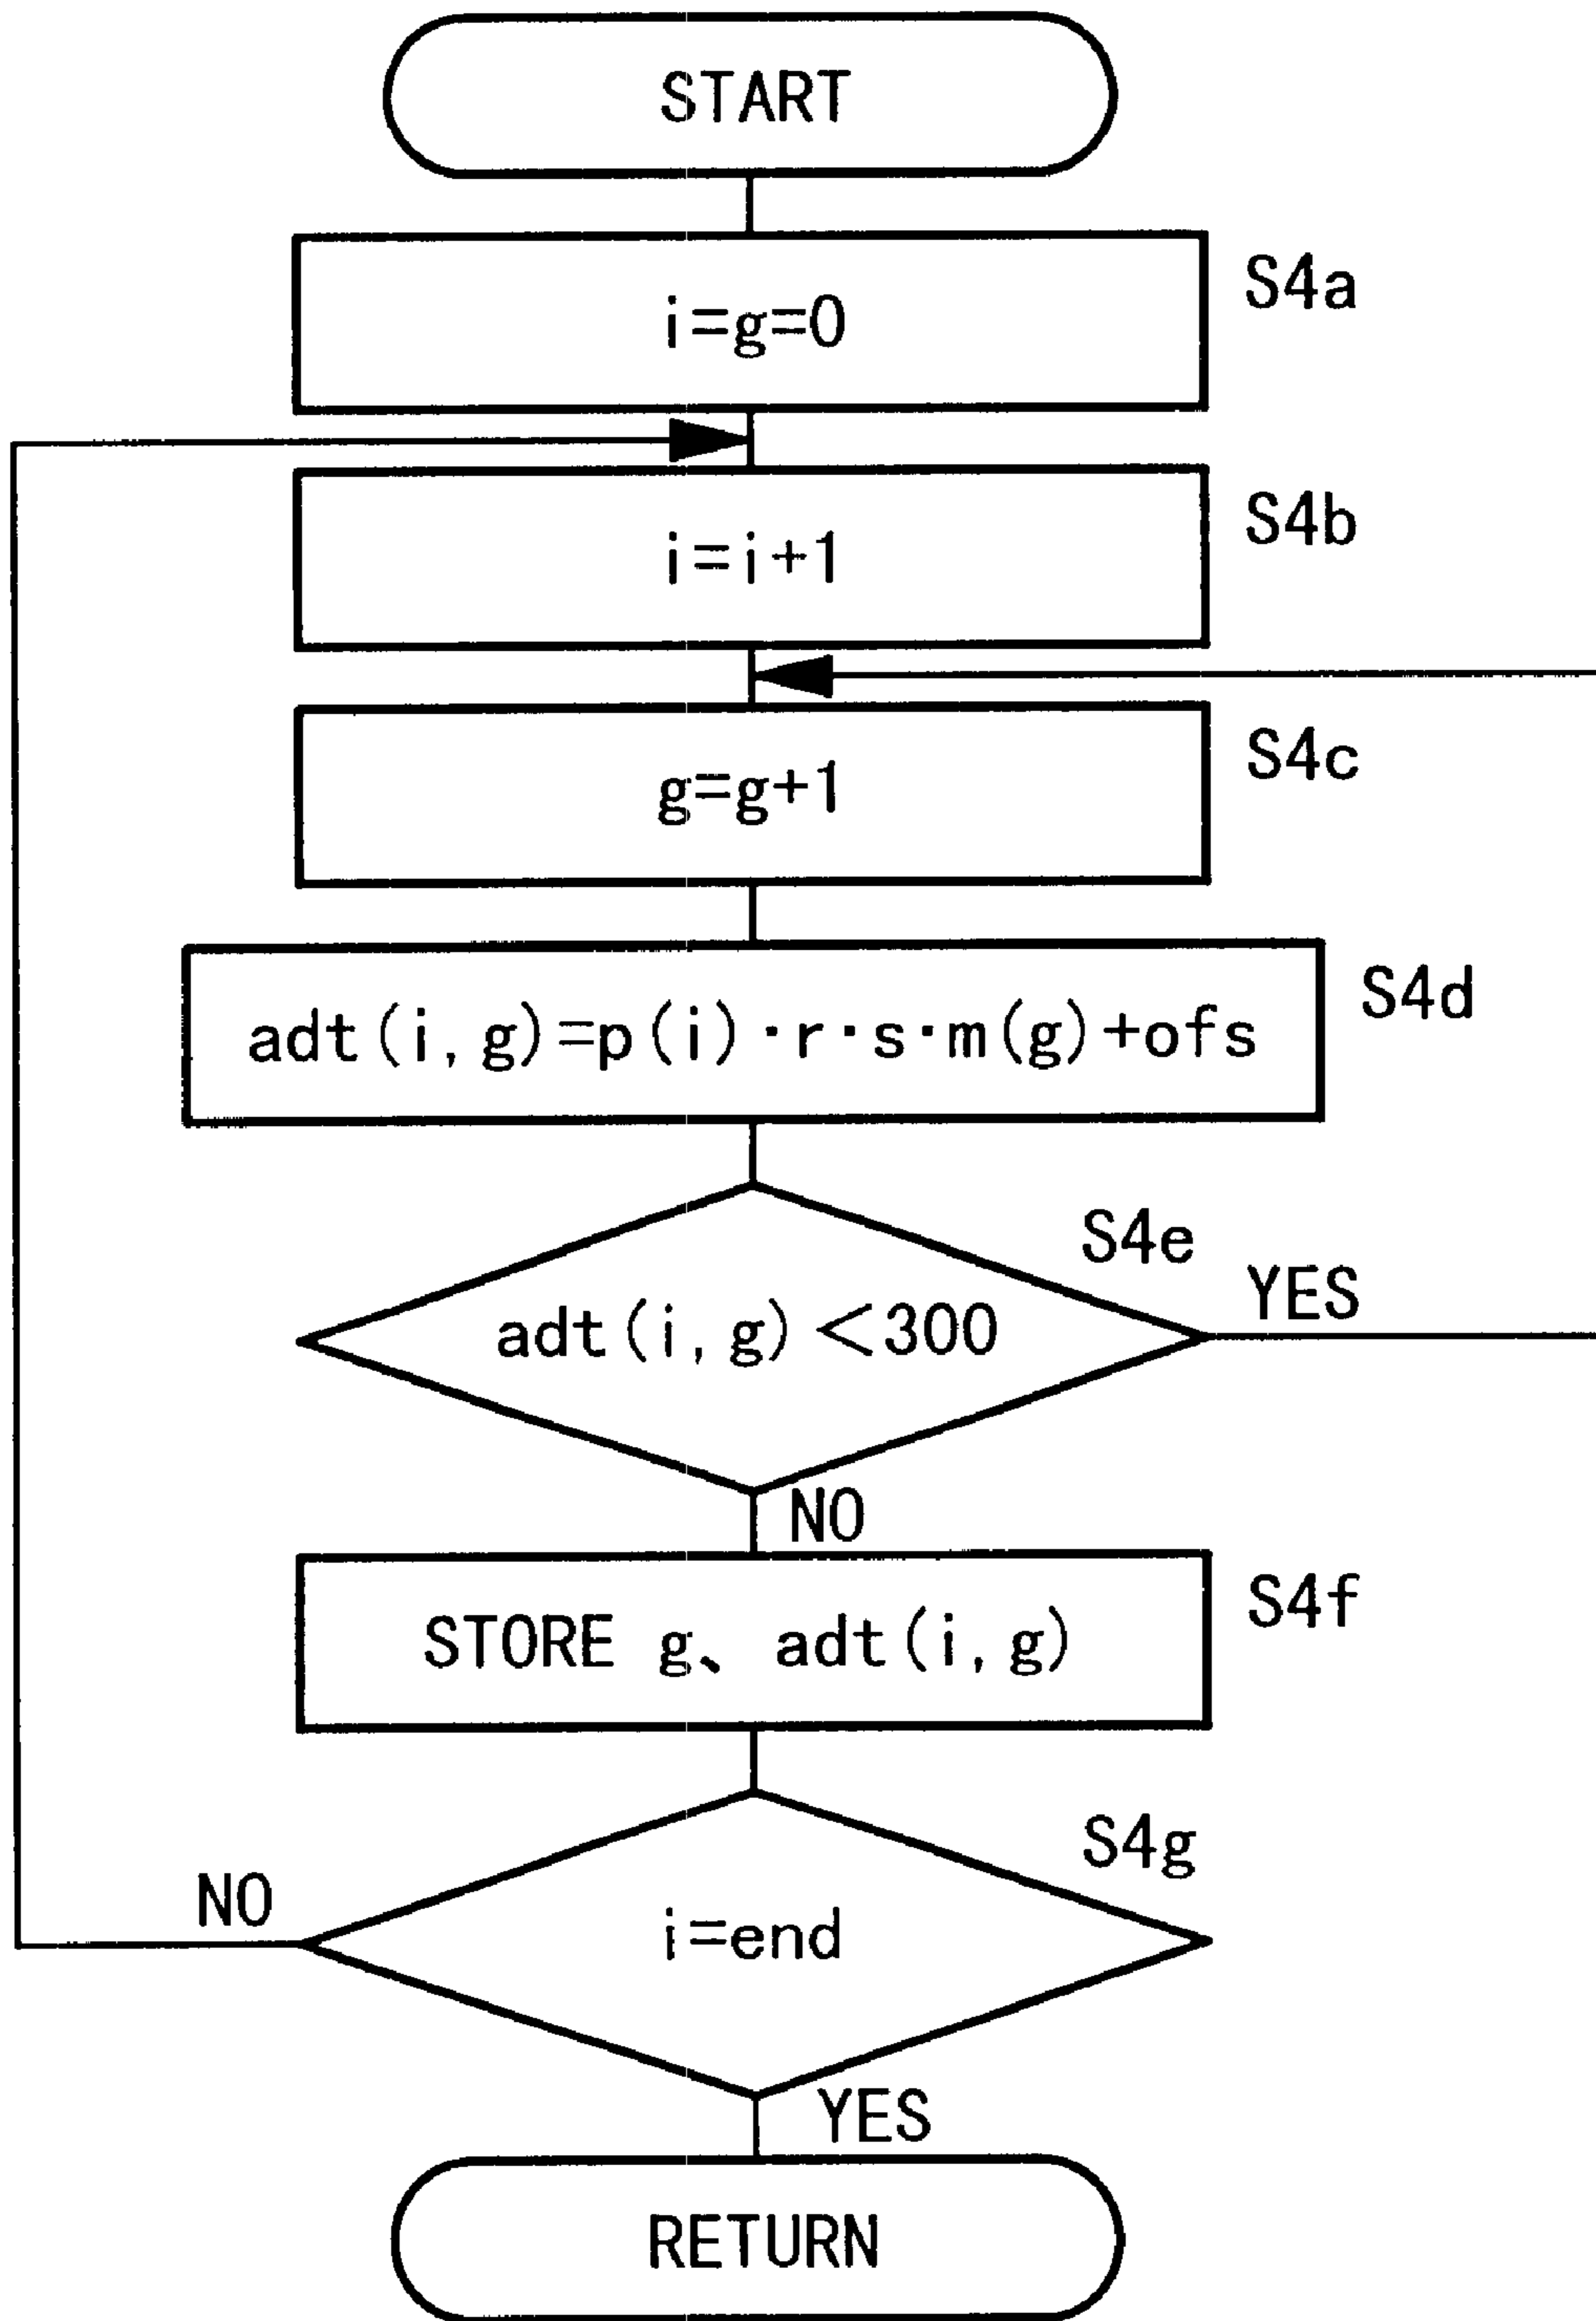 START
i=g=0
S4a
i=i+1
S4b
g=g+1
S4c
adt(i,g)=p(i)·r·s·m(g)+ofs
S4d
S4e
adt(i,g)<300
YES
NO
STORE g、adt(i,g)
S4f
S4g
NO
i=end
YES
RETURN